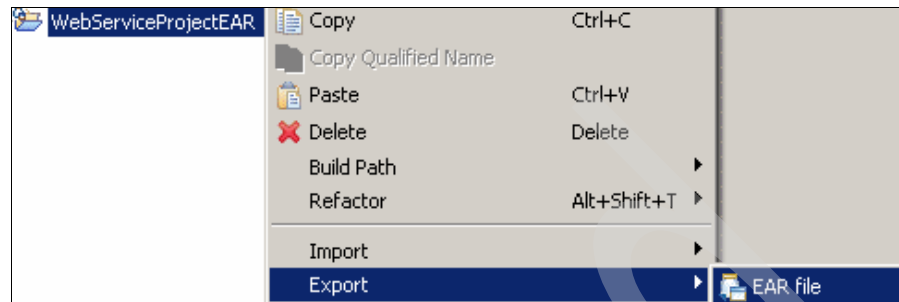 WebServiceProjectEAR Copy Ctrl+C
Copy Qualified Name
Paste Ctrl+V
Delete Delete
Build Path
Refactor Alt+Shift+T
Import
Export EAR file